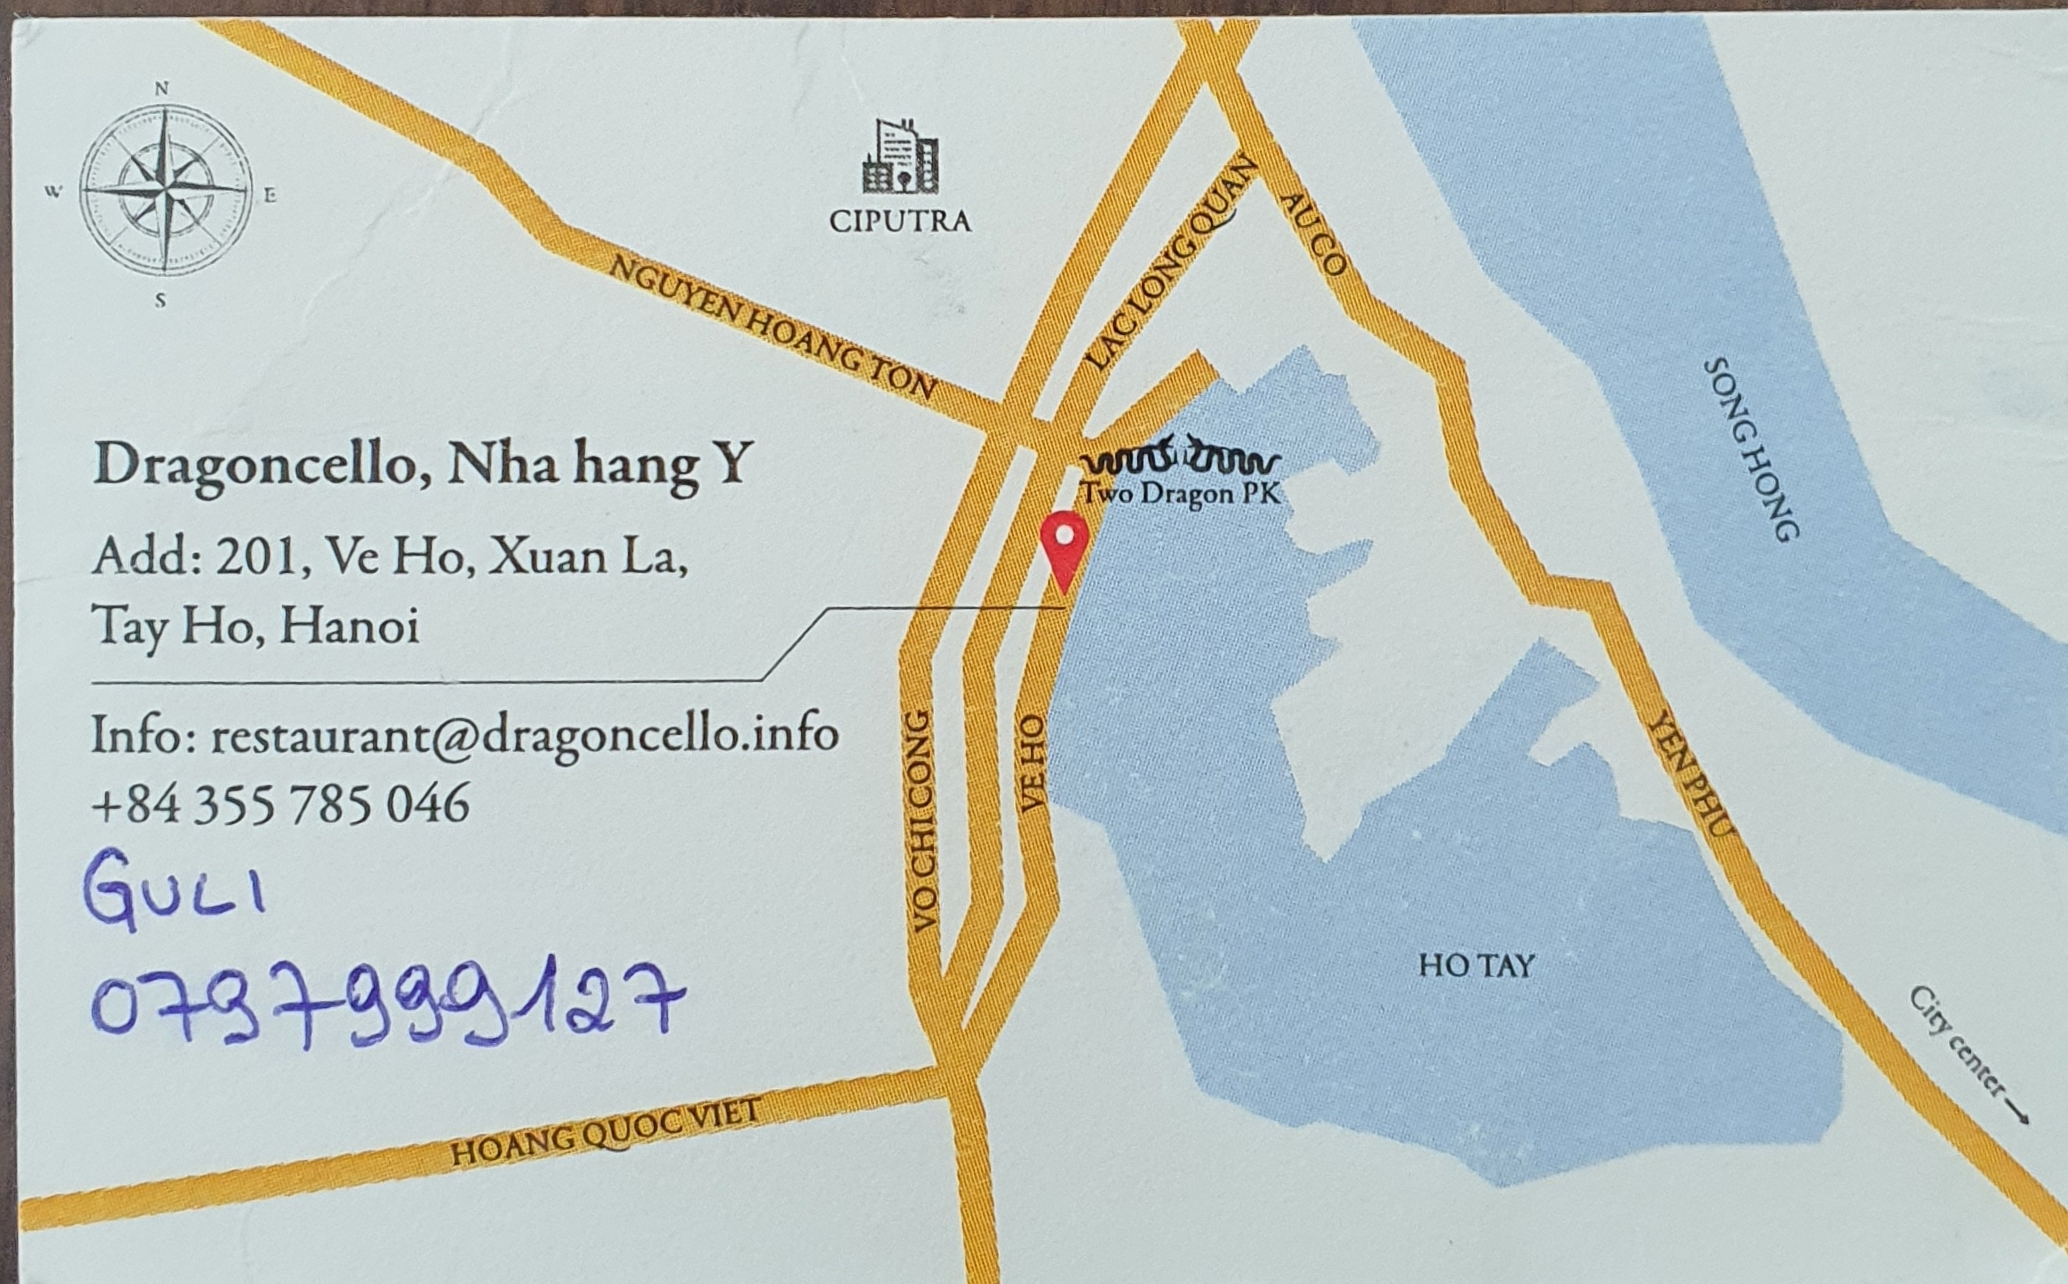 N
W
E
S
CIPUTRA
NGUYEN HOANG TON
LAC LONG QUAN
AU CO
SONG HONG
Two Dragon PK
Dragoncello, Nha hang Y
Add: 201, Ve Ho, Xuan La,
Tay Ho, Hanoi
Info: restaurant@dragoncello.info
+84 355 785 046
GULI
0797999127
VO CHI CONG
VE HO
YEN PHU
HO TAY
City center
HOANG QUOC VIET